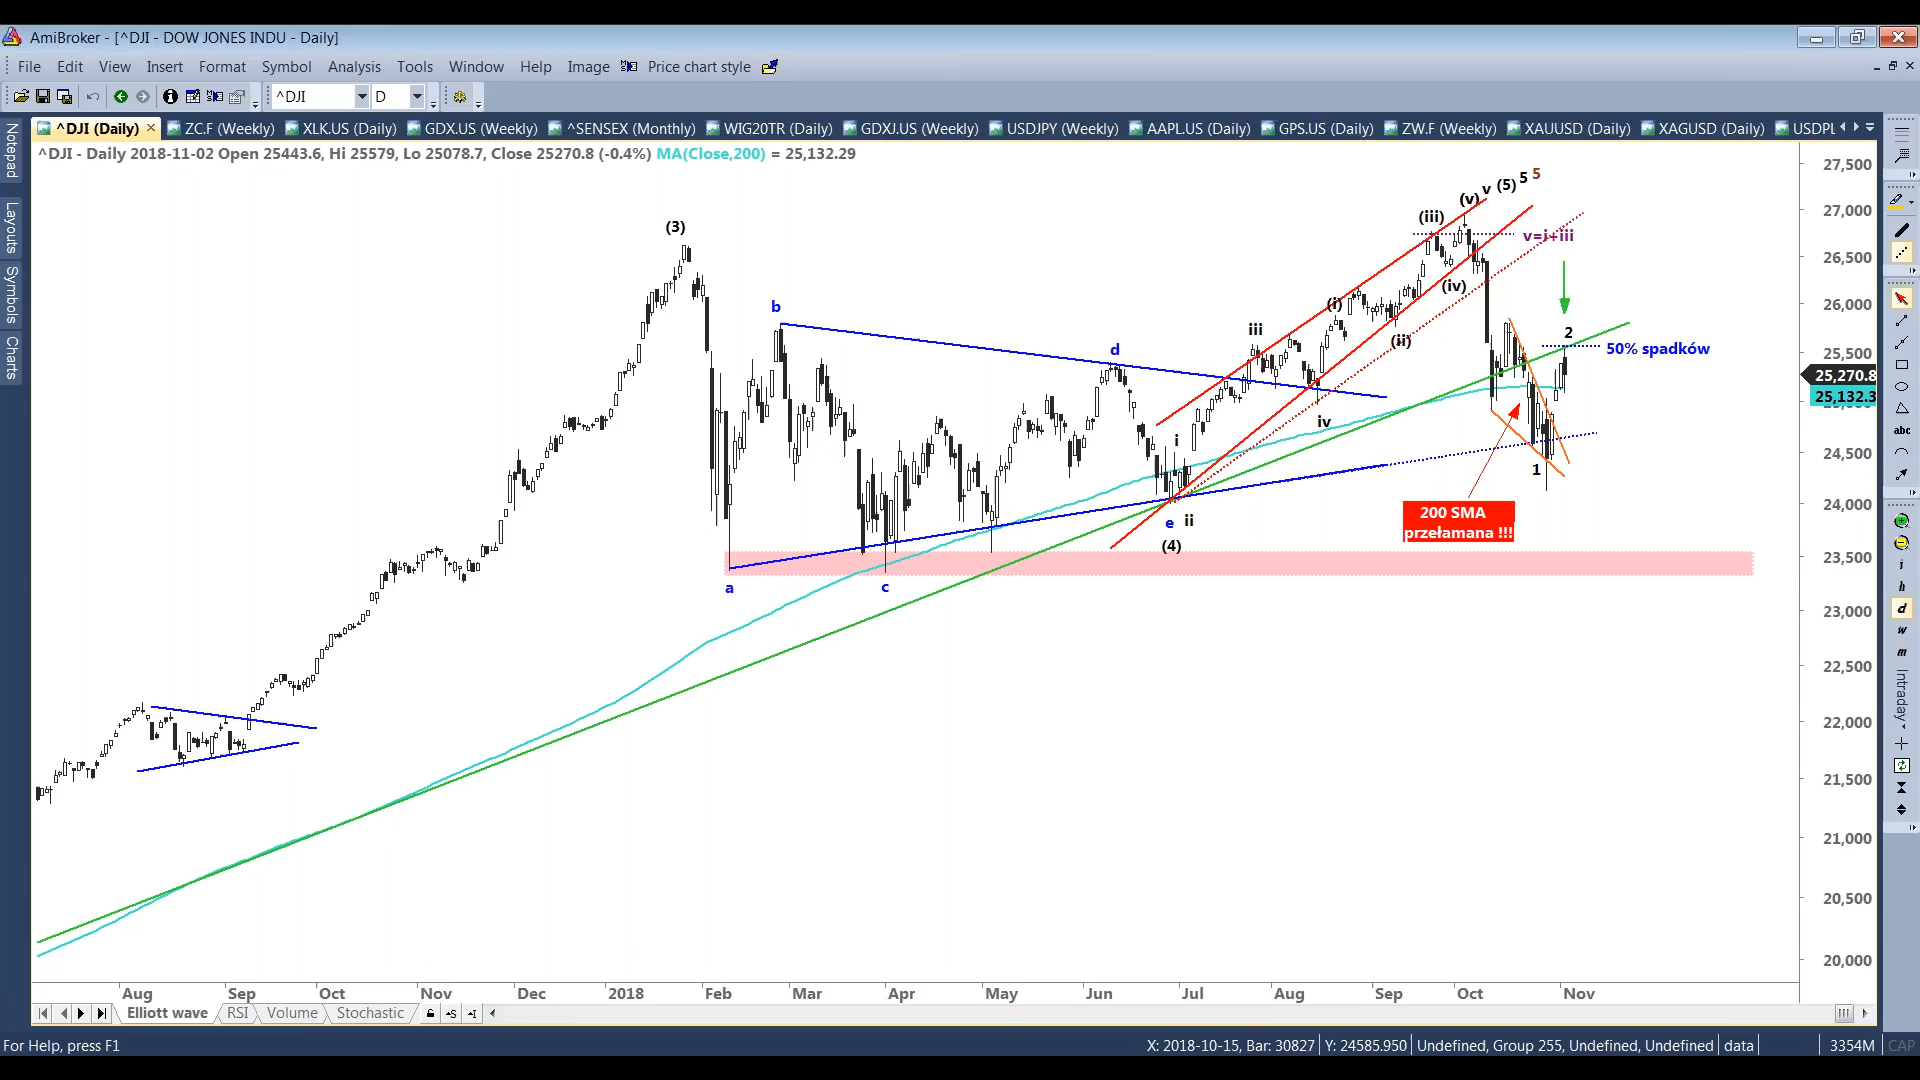 AmiBroker - [^DJI - DOW JONES INDU - Daily]
File Edit View Insert Format Symbol Analysis Tools Window Help Image Price chart style
^DJI D
^DJI (Daily) ZC.F (Weekly) XLK.US (Daily) GDX.US (Weekly) ^SENSEX (Monthly) WIG20TR (Daily) GDXJ.US (Weekly) USDJPY (Weekly) AAPL.US (Daily) GPS.US (Daily) ZW.F (Weekly) XAUUSD (Daily) XAGUSD (Daily) USDPL
^DJI - Daily 2018-11-02 Open 25443.6, Hi 25579, Lo 25078.7, Close 25270.8 (-0.4%) MA(Close,200) = 25,132.29
Notepad
Layouts
Symbols
Charts
27,500
27,000
26,500
26,000
25,500
25,270.8
25,132.3
24,500
24,000
23,500
23,000
22,500
22,000
21,500
21,000
20,500
20,000
(3)
b
d
a
c
e
(4)
i
ii
iii
iv
(i)
(ii)
(iii)
(iv)
(v) v (5) 5 5
v=i+iii
2
50% spadków
1
200 SMA
przełamana !!!
Aug Sep Oct Nov Dec 2018 Feb Mar Apr May Jun Jul Aug Sep Oct Nov
Elliott wave RSI Volume Stochastic
abc
i
h
d
w
m
Intraday
For Help, press F1
X: 2018-10-15, Bar: 30827 Y: 24585.950 Undefined, Group 255, Undefined, Undefined data 3354M CAP